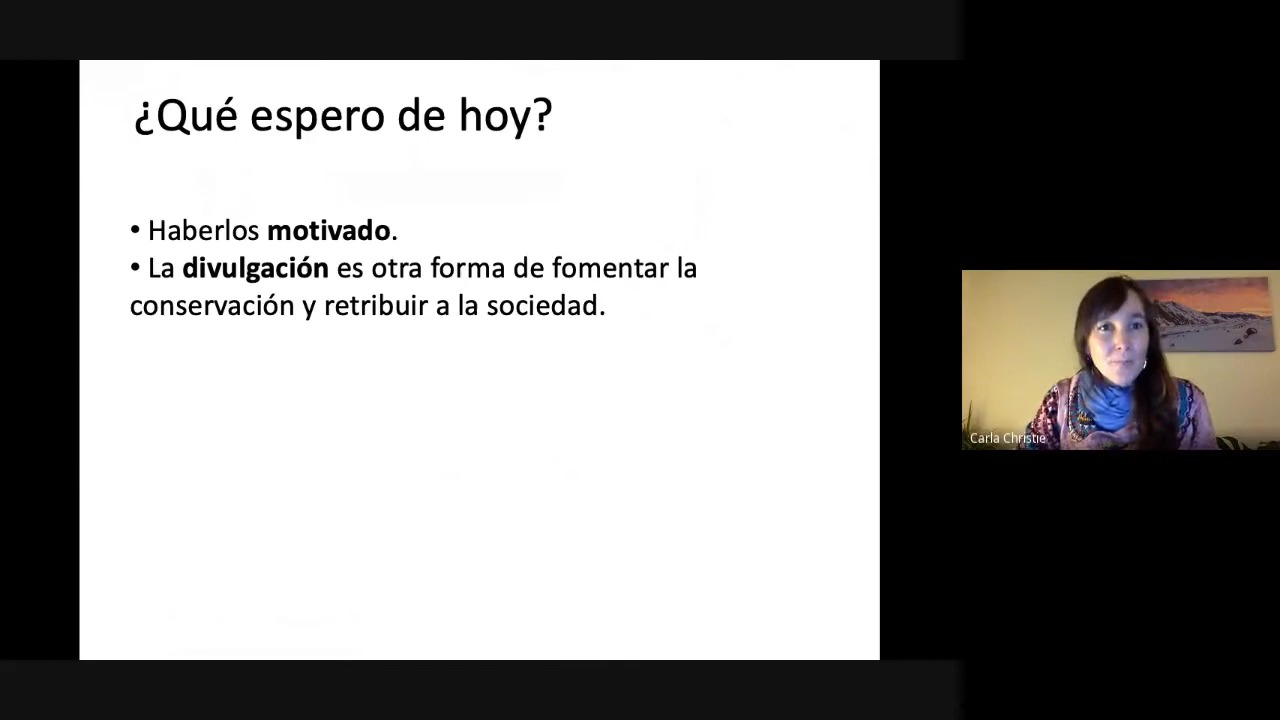 ¿Qué espero de hoy?
• Haberlos motivado.
• La divulgación es otra forma de fomentar la
conservación y retribuir a la sociedad.
Carla Christie